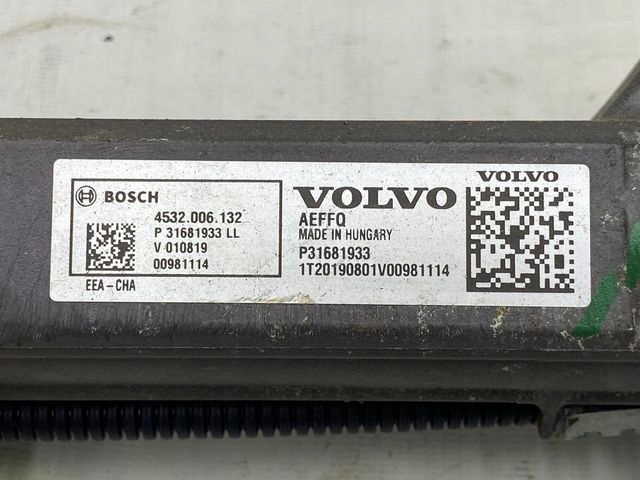 BOSCH
4532.006.132
P 31681933 LL
V 010819
00981114
EEA-CHA
VOLVO
AEFFQ
MADE IN HUNGARY
P31681933
1T20190801V00981114
VOLVO